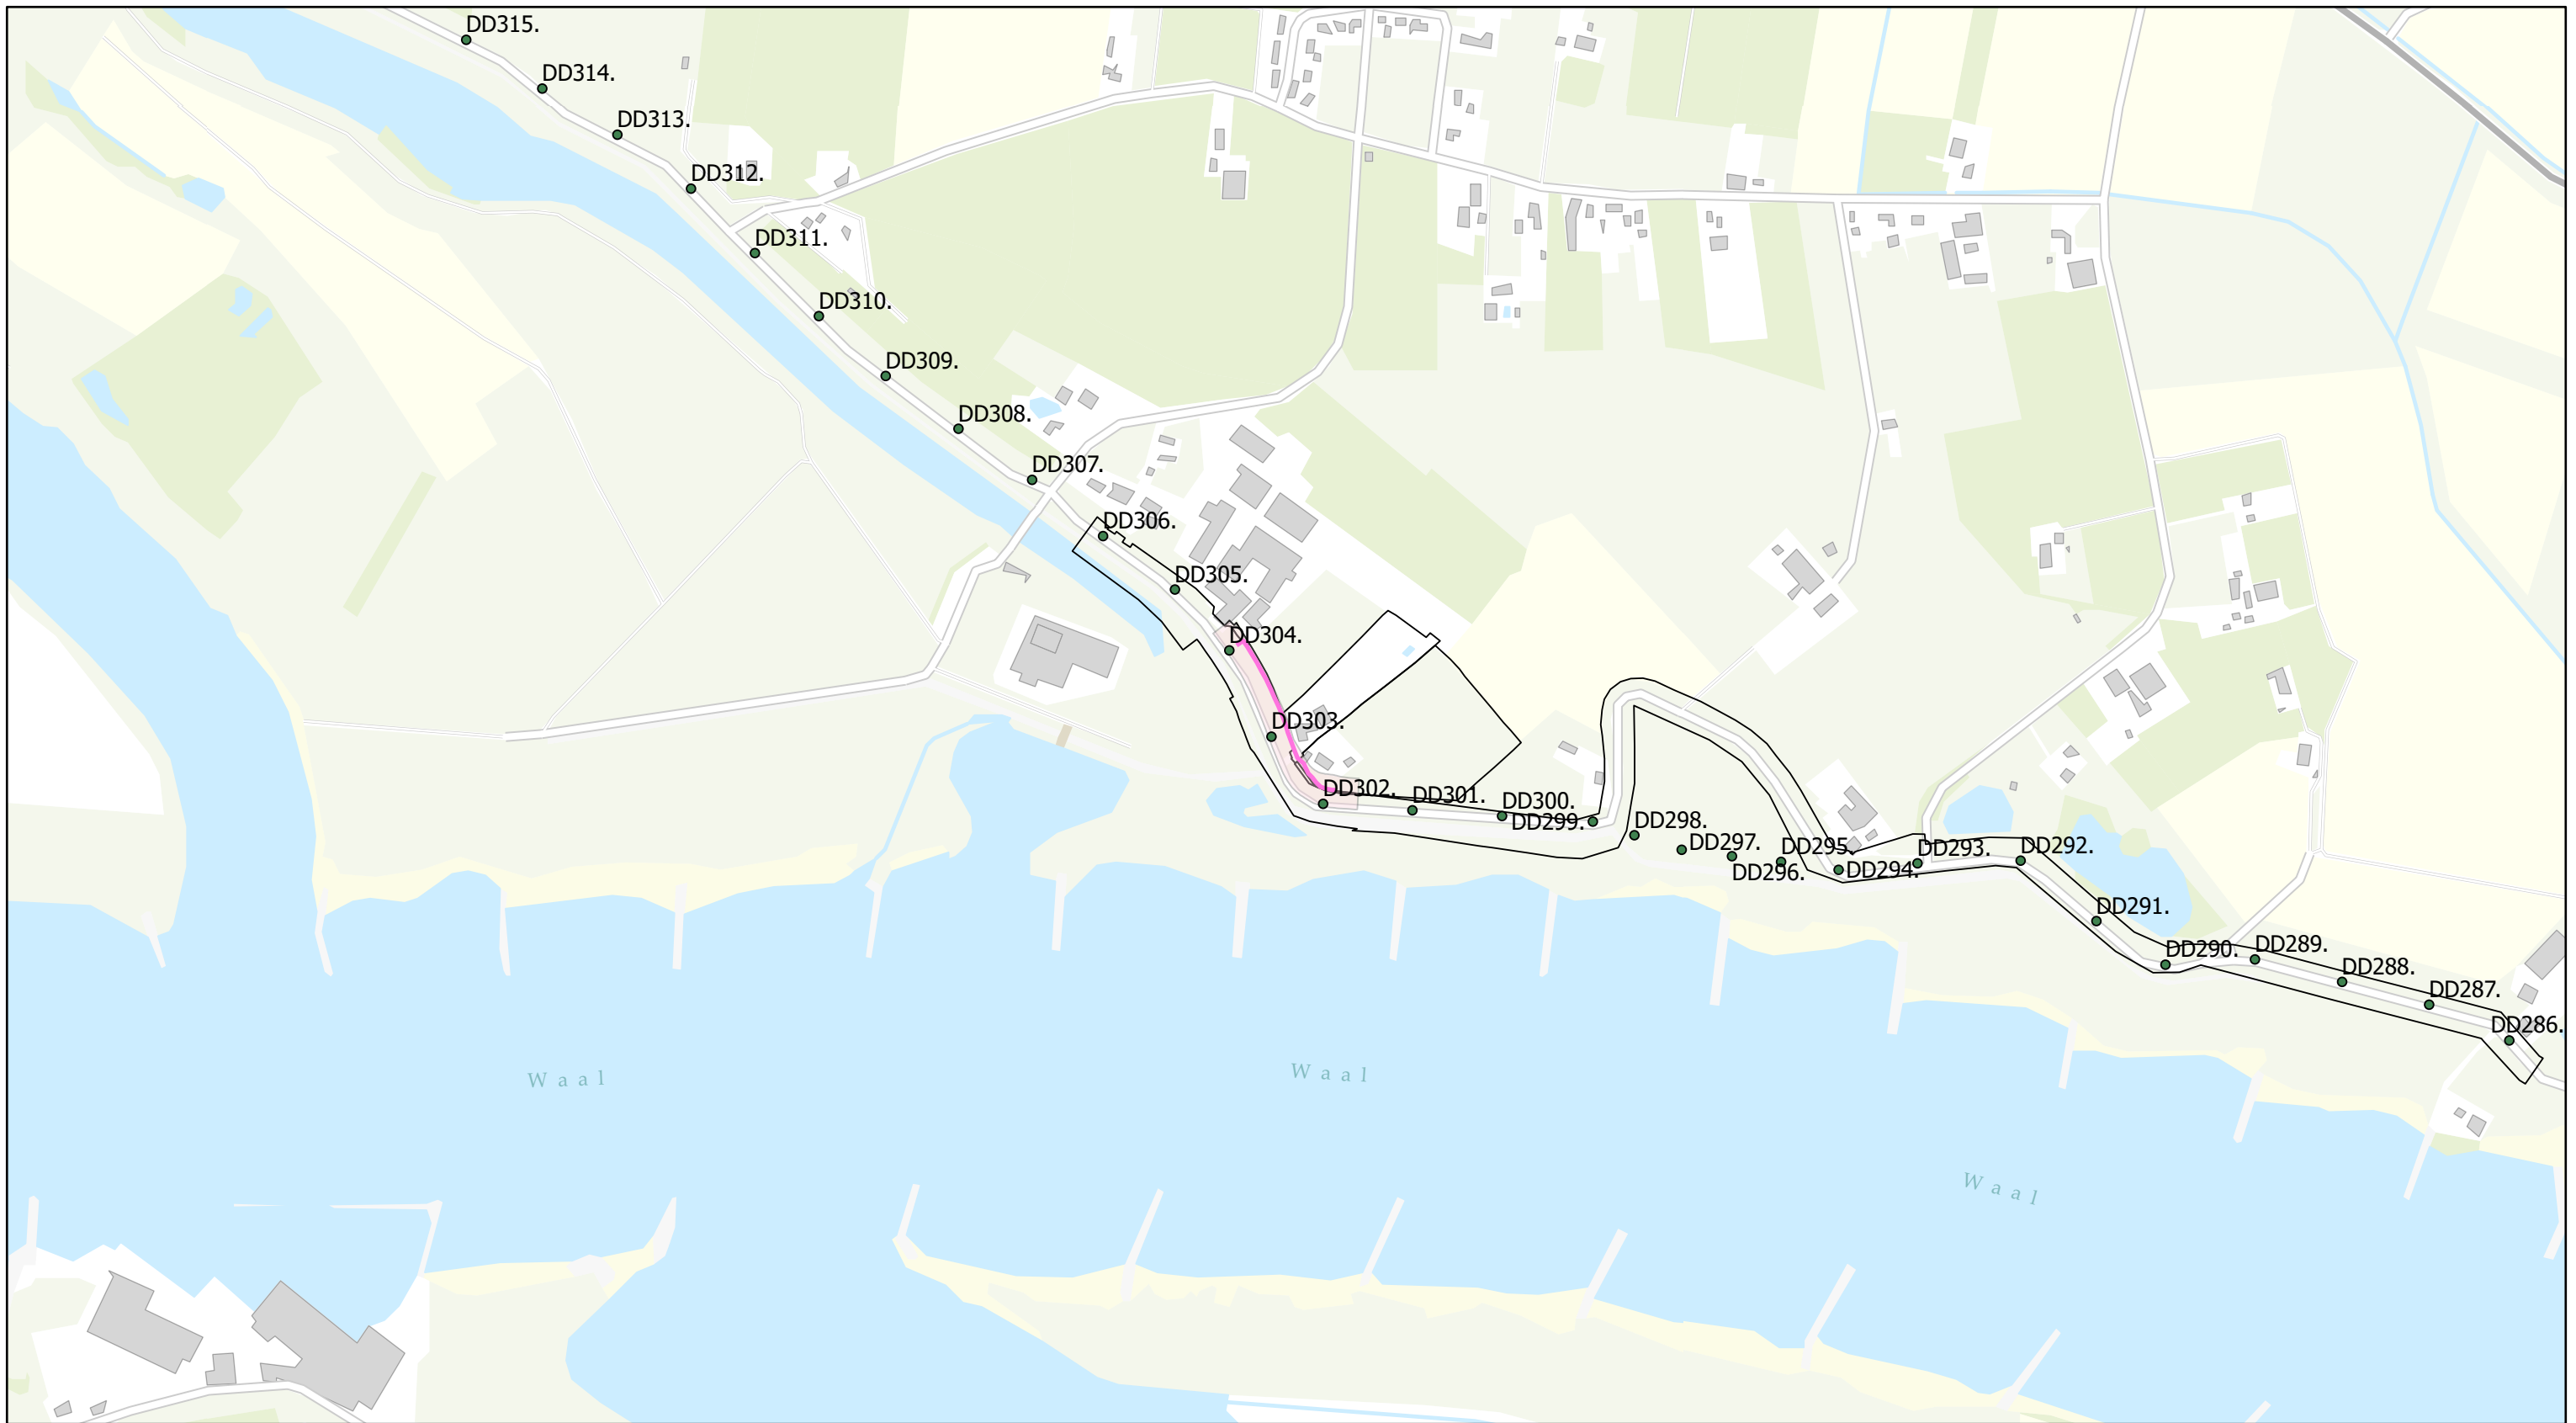 DD315.
DD314.
DD313.
DD312.
DD311.
DD310.
DD309.
DD308.
DD307.
DD306.
DD305.
DD304.
DD303.
DD302.
DD301.
DD300.
DD299.
DD298.
DD297.
DD296.
DD295.
DD294.
DD293.
DD292.
DD291.
DD290.
DD289.
DD288.
DD287.
DD286.
Waal
Waal
Waal